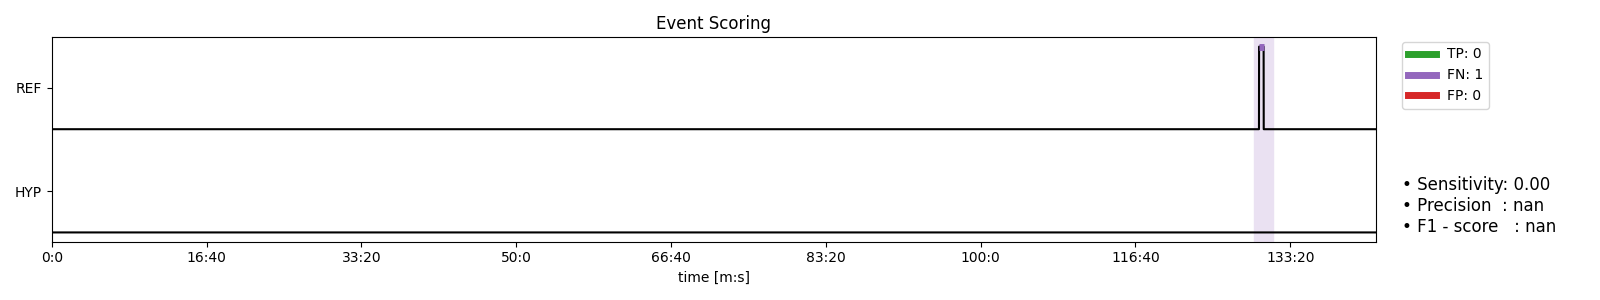 Event Scoring
REF
HYP
0:0
16:40
33:20
50:0
66:40
83:20
100:0
116:40
133:20
time [m:s]
TP: 0
FN: 1
FP: 0
• Sensitivity: 0.00
• Precision  : nan
• F1 - score   : nan